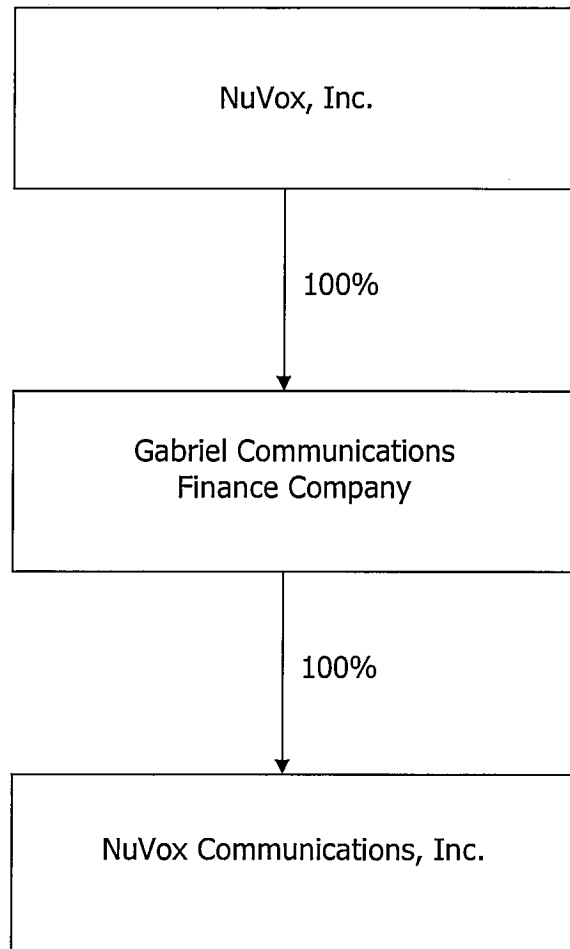 NuVox, Inc.
100%
Gabriel Communications
Finance Company
100%
NuVox Communications, Inc.